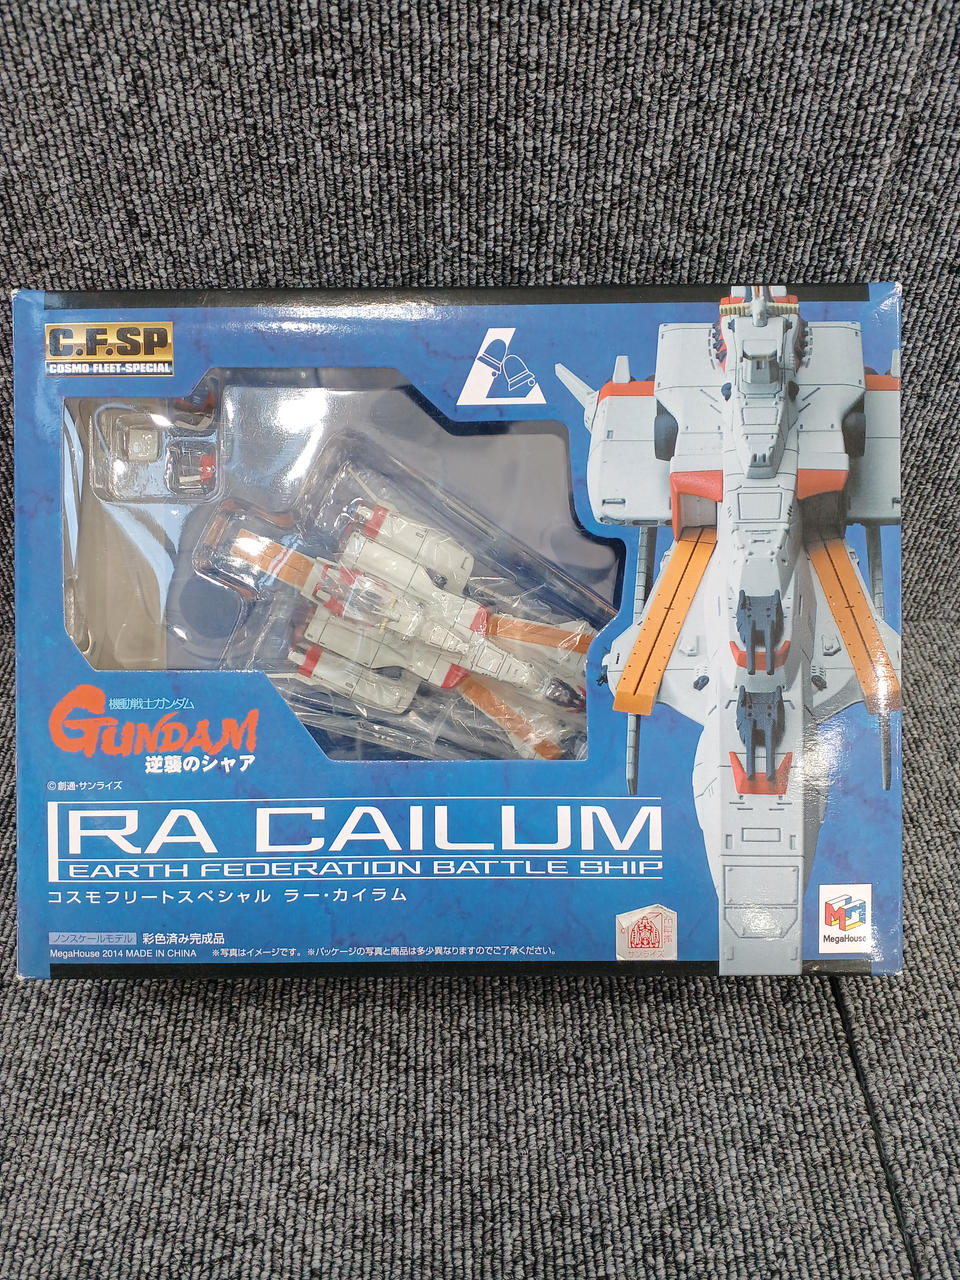 C.F.SP
COSMO-FLEET-SPECIAL
機動戦士ガンダム
GUNDAM
逆襲のシャア
©創通・サンライズ
RA CAILUM
EARTH FEDERATION BATTLE SHIP
コスモフリートスペシャル ラー・カイラム
ノンスケールモデル 彩色済み完成品
MegaHouse 2014 MADE IN CHINA ※写真はイメージです。※パッケージの写真と商品は多少異なりますのでご了承ください。
サンライズ
MegaHouse